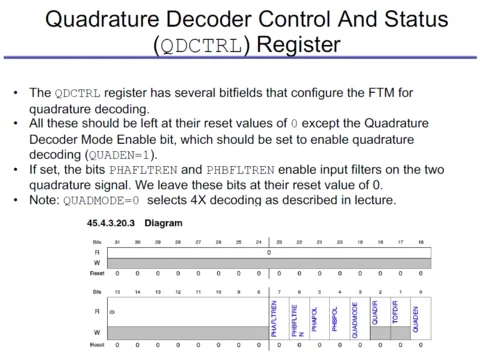 Quadrature Decoder Control And Status
(QDCTRL) Register
• The QDCTRL register has several bitfields that configure the FTM for
quadrature decoding.
• All these should be left at their reset values of 0 except the Quadrature
Decoder Mode Enable bit, which should be set to enable quadrature
decoding (QUADEN=1).
• If set, the bits PHAFLTREN and PHBFLTREN enable input filters on the two
quadrature signal. We leave these bits at their reset value of 0.
• Note: QUADMODE=0 selects 4X decoding as described in lecture.
45.4.3.20.3 Diagram
Bits 31 30 29 28 27 26 25 24 23 22 21 20 19 18 17 16
R 0
W
Reset 0 0 0 0 0 0 0 0 0 0 0 0 0 0 0 0
Bits 15 14 13 12 11 10 9 8 7 6 5 4 3 2 1 0
R 0 PHAFLTREN PHBFLTRE N PHAPOL PHBPOL QUADMODE QUADIR TOFDIR QUADEN
W
Reset 0 0 0 0 0 0 0 0 0 0 0 0 0 0 0 0